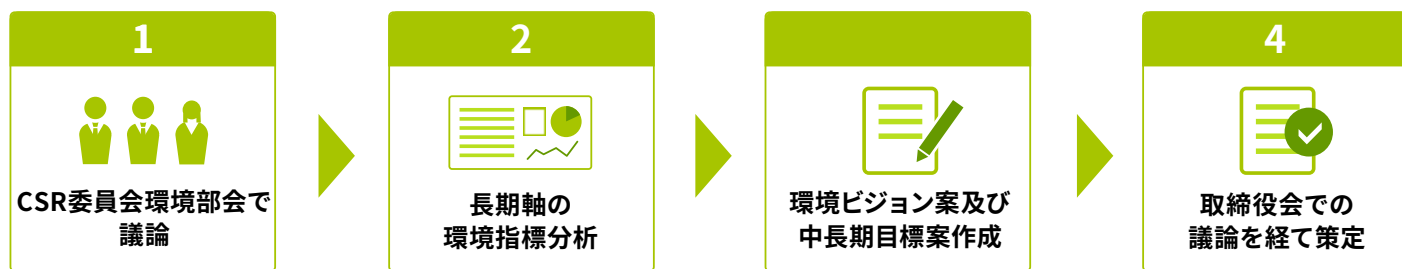 1
CSR委員会環境部会で
議論
2
長期軸の
環境指標分析
環境ビジョン案及び
中長期目標案作成
4
取締役会での
議論を経て策定